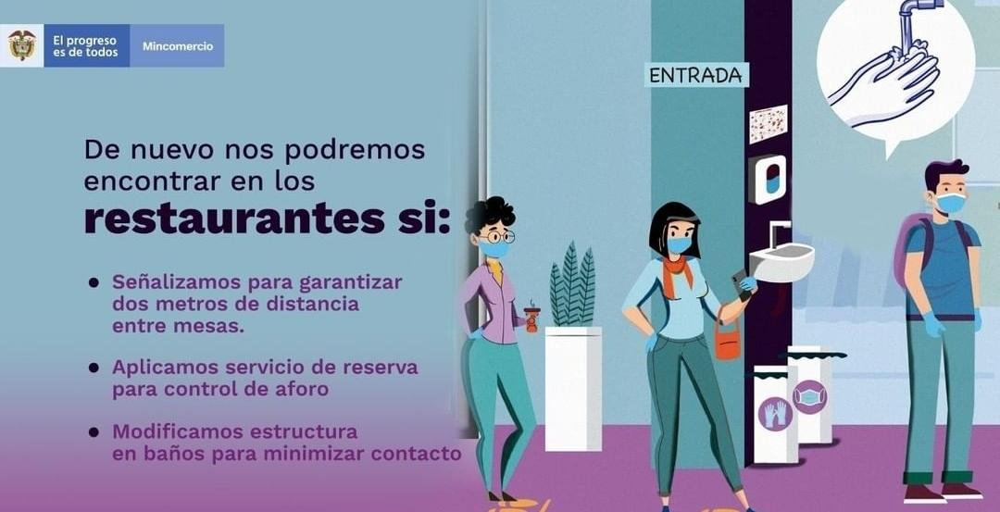 El progreso
es de todos
Mincomercio
ENTRADA
De nuevo nos podremos
encontrar en los
restaurantes si:
Señalizamos para garantizar
dos metros de distancia
entre mesas.
Aplicamos servicio de reserva
para control de aforo
Modificamos estructura
en baños para minimizar contacto